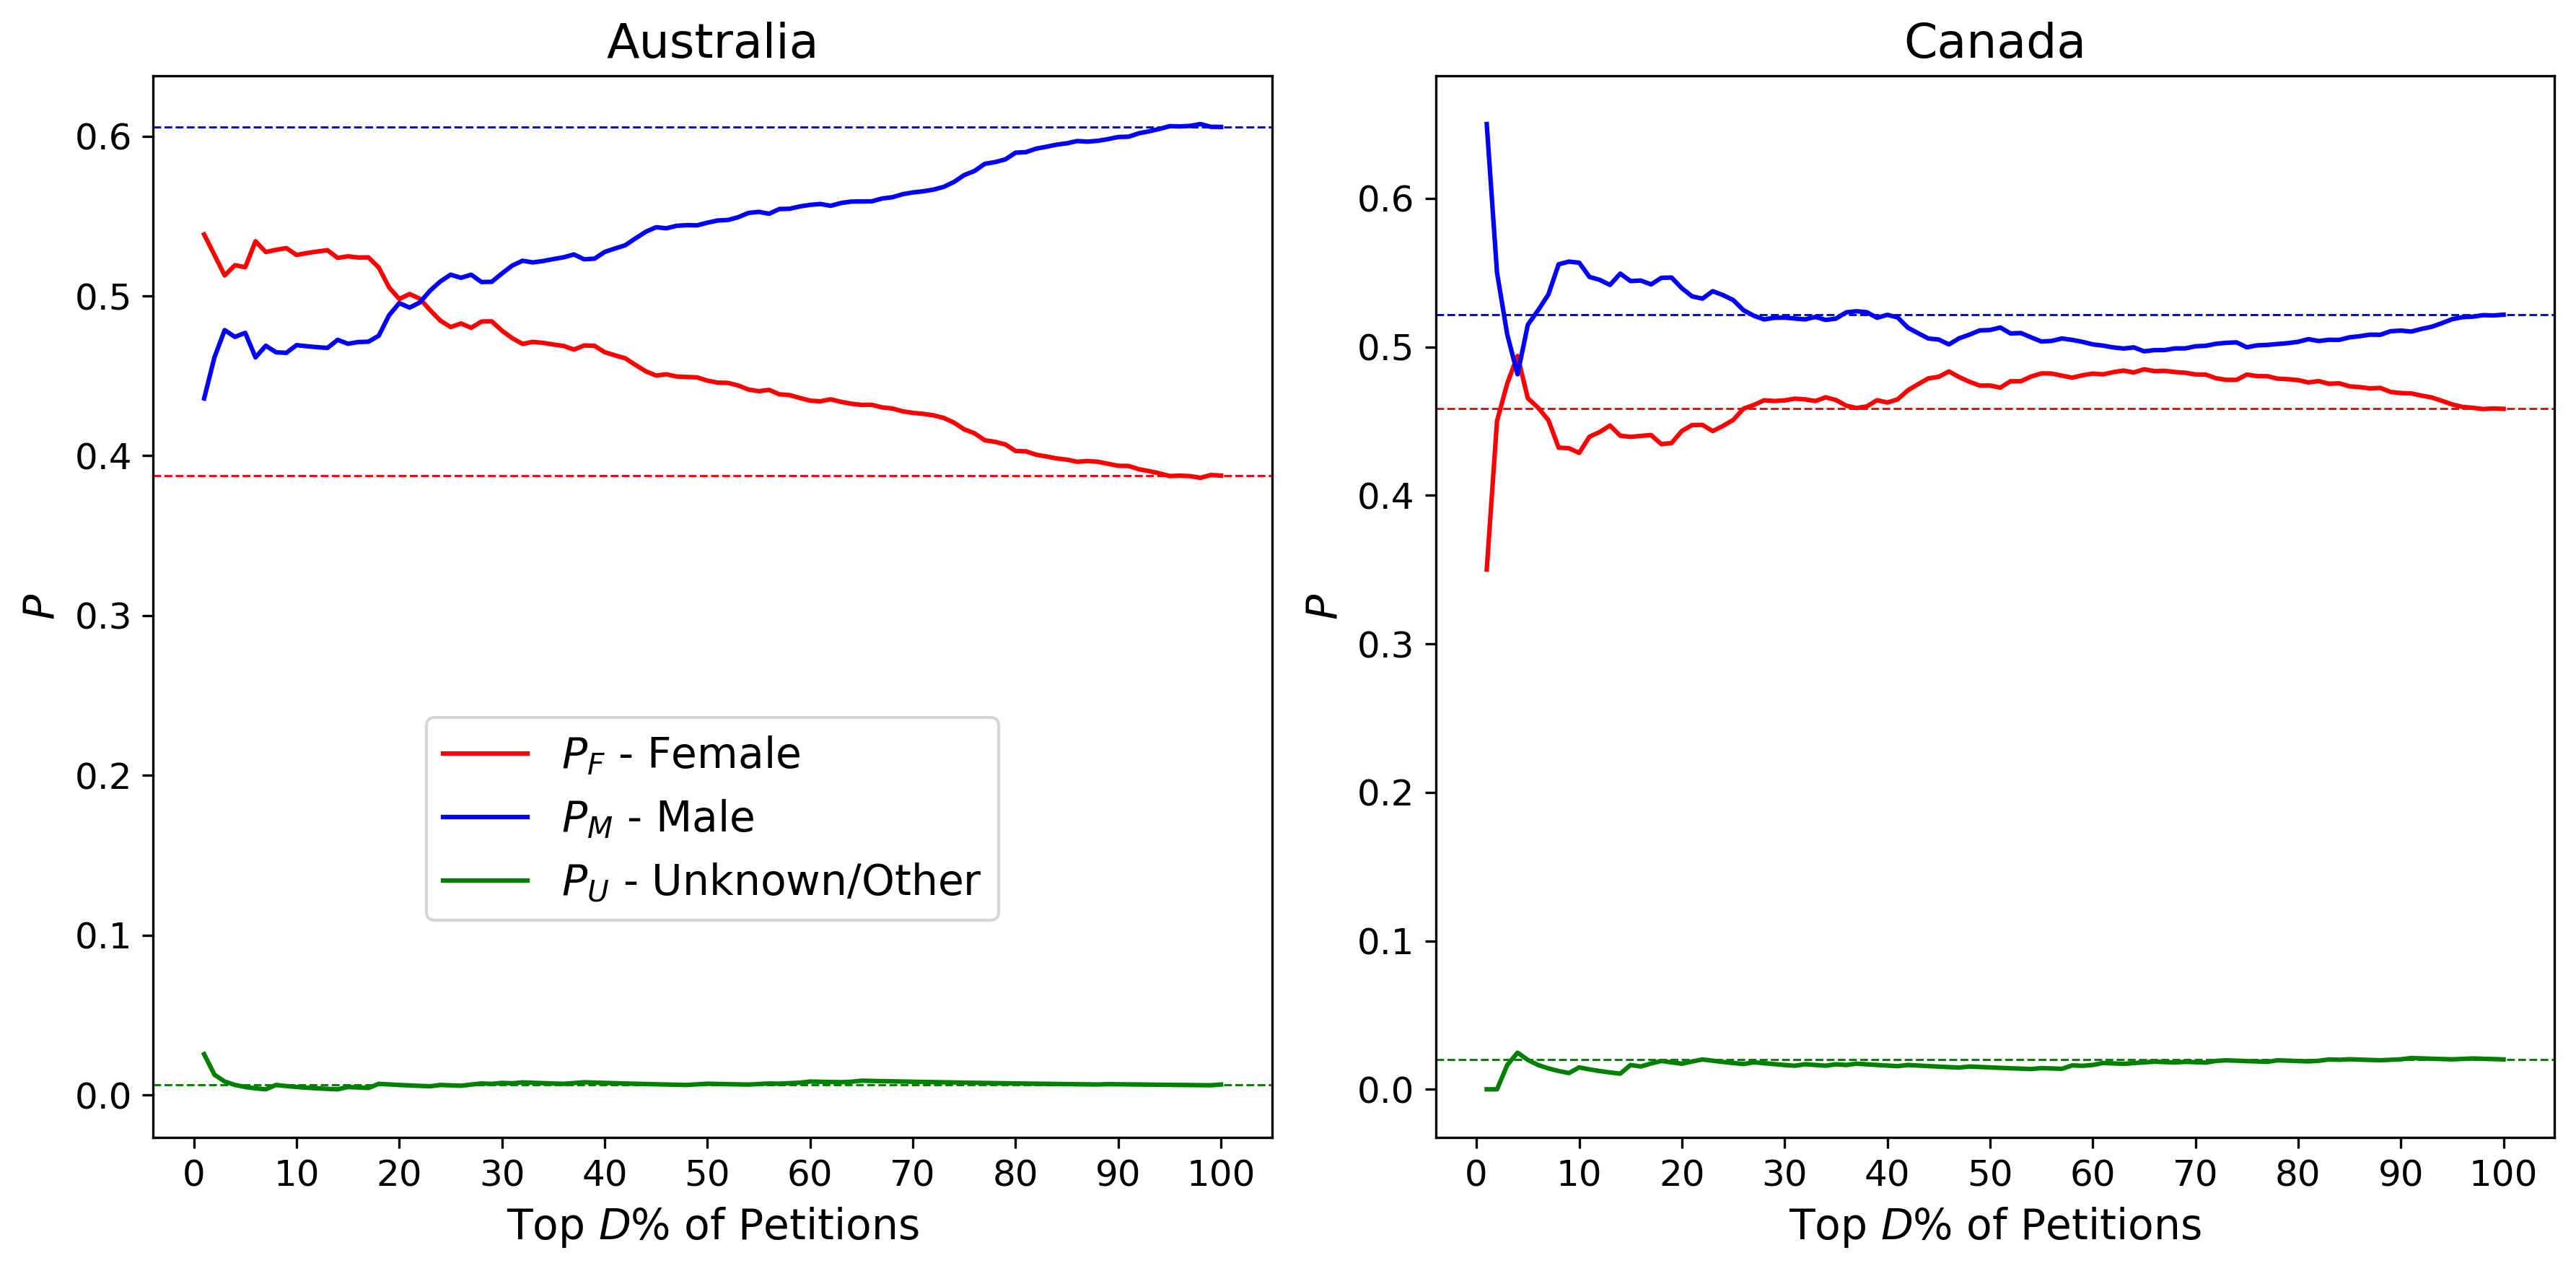 Australia
0.6
0.5
0.4
0.3
0.2
0.1
0.0
P
P_F - Female
P_M - Male
P_U - Unknown/Other
0 10 20 30 40 50 60 70 80 90 100
Top D% of Petitions
Canada
0.6
0.5
0.4
0.3
0.2
0.1
0.0
P
0 10 20 30 40 50 60 70 80 90 100
Top D% of Petitions